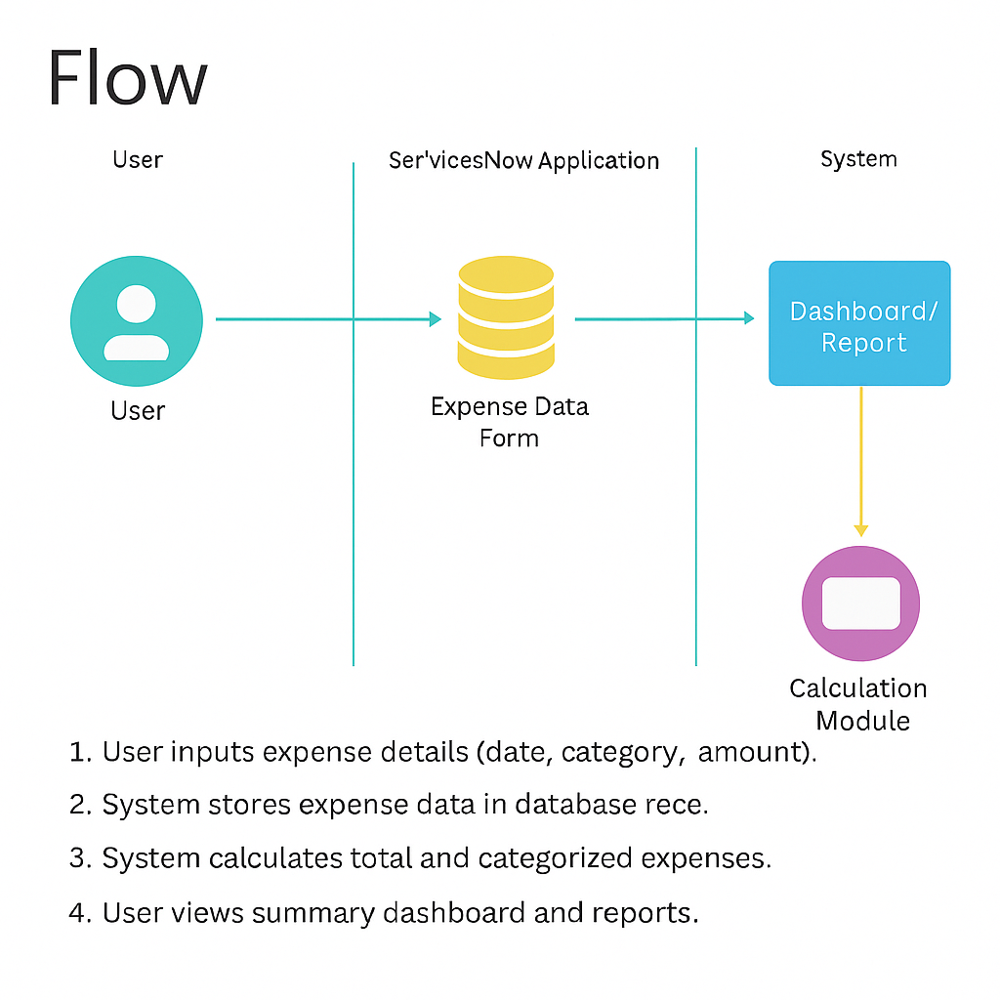 Flow
User
Ser'vicesNow Application
System
Dashboard/
Report
User
Expense Data
Form
Calculation
Module
1. User inputs expense details (date, category, amount).
2. System stores expense data in database rece.
3. System calculates total and categorized expenses.
4. User views summary dashboard and reports.